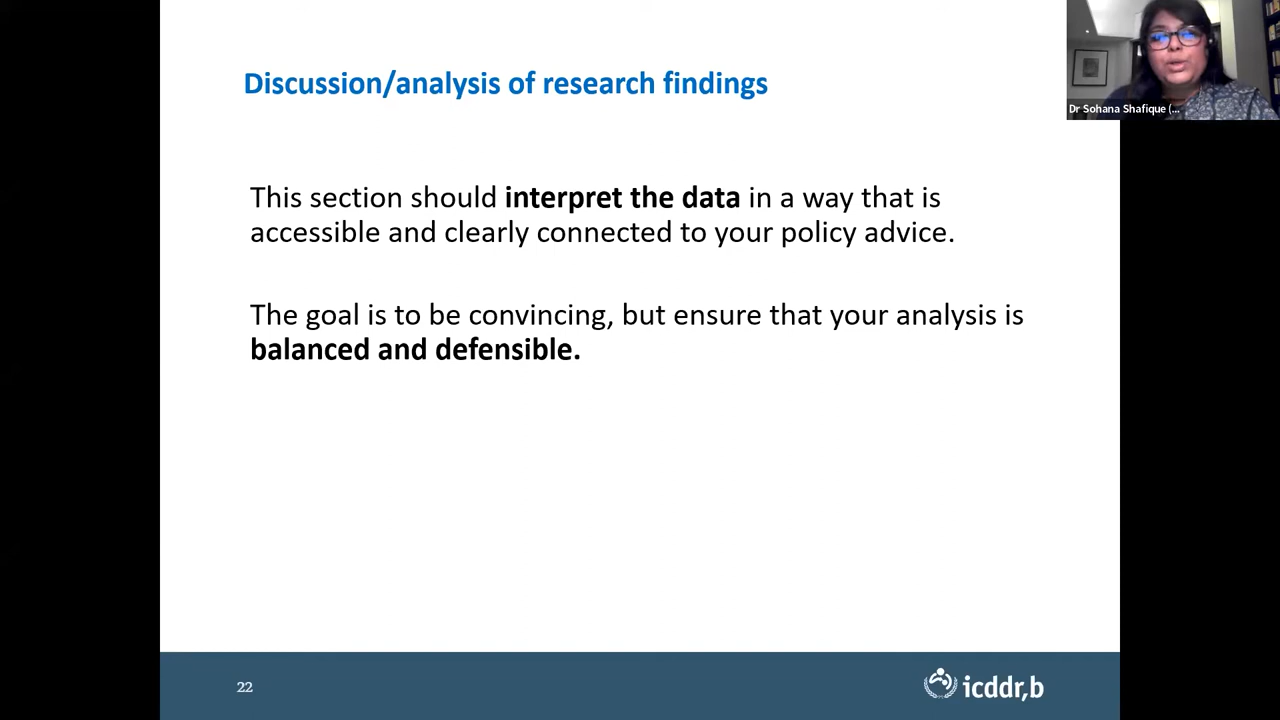 Discussion/analysis of research findings
Dr Sohana Shafique (...
This section should interpret the data in a way that is
accessible and clearly connected to your policy advice.
The goal is to be convincing, but ensure that your analysis is
balanced and defensible.
22
icddr,b